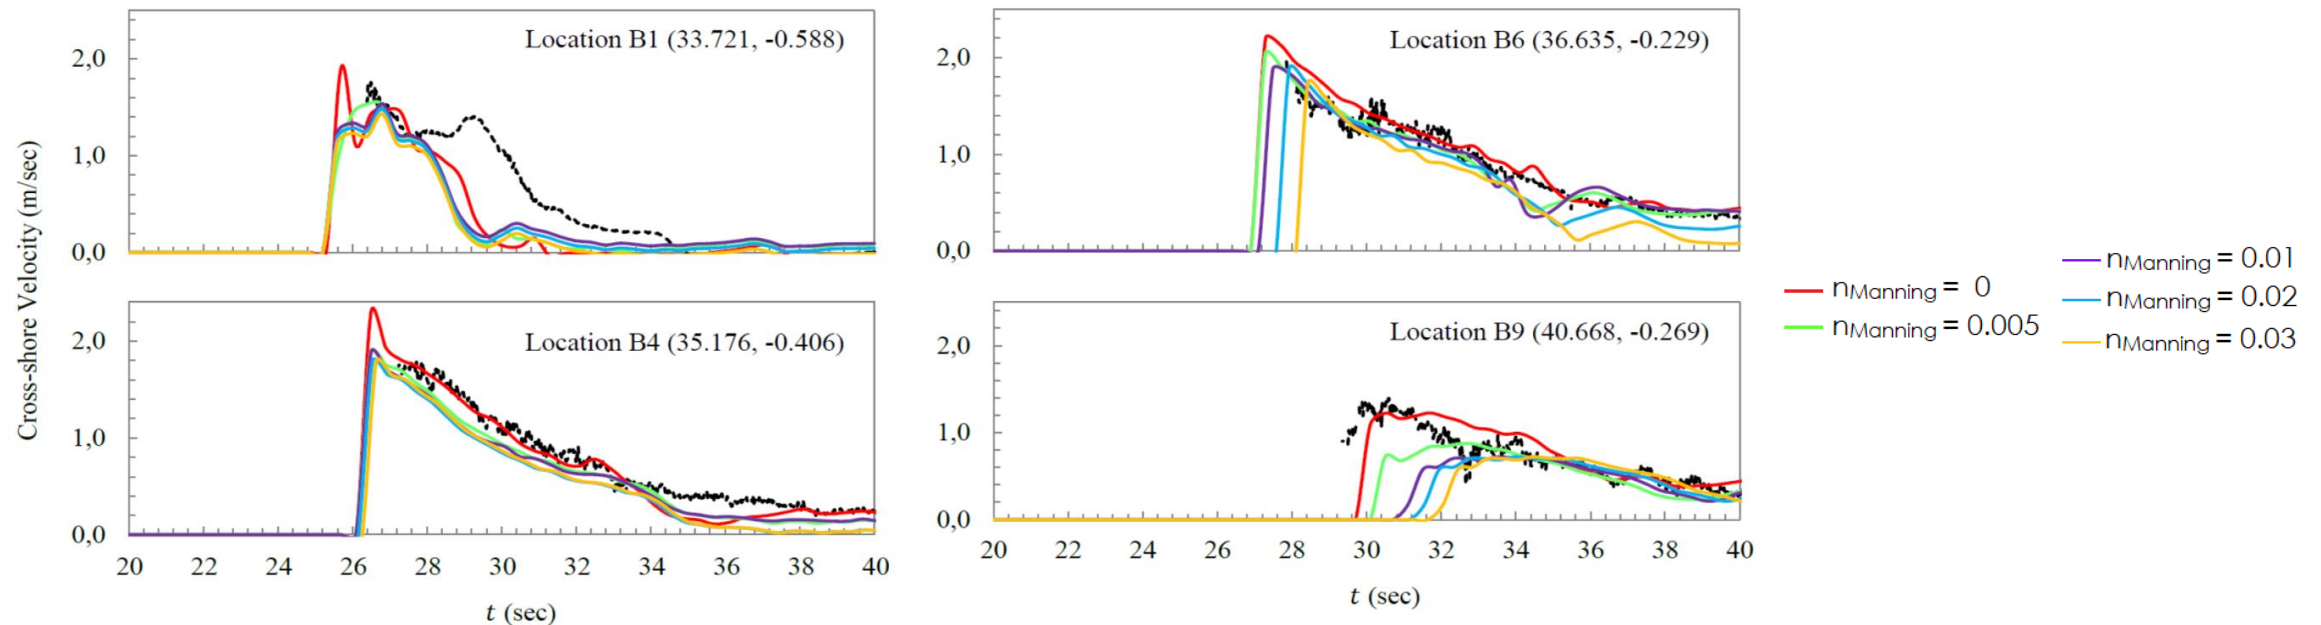 Cross-shore Velocity (m/sec)
Location B1 (33.721, -0.588)
2,0
1,0
0,0
Location B6 (36.635, -0.229)
2,0
1,0
0,0
Location B4 (35.176, -0.406)
2,0
1,0
0,0
20 22 24 26 28 30 32 34 36 38 40
t (sec)
Location B9 (40.668, -0.269)
2,0
1,0
0,0
20 22 24 26 28 30 32 34 36 38 40
t (sec)
nManning = 0
nManning = 0.005
nManning = 0.01
nManning = 0.02
nManning = 0.03